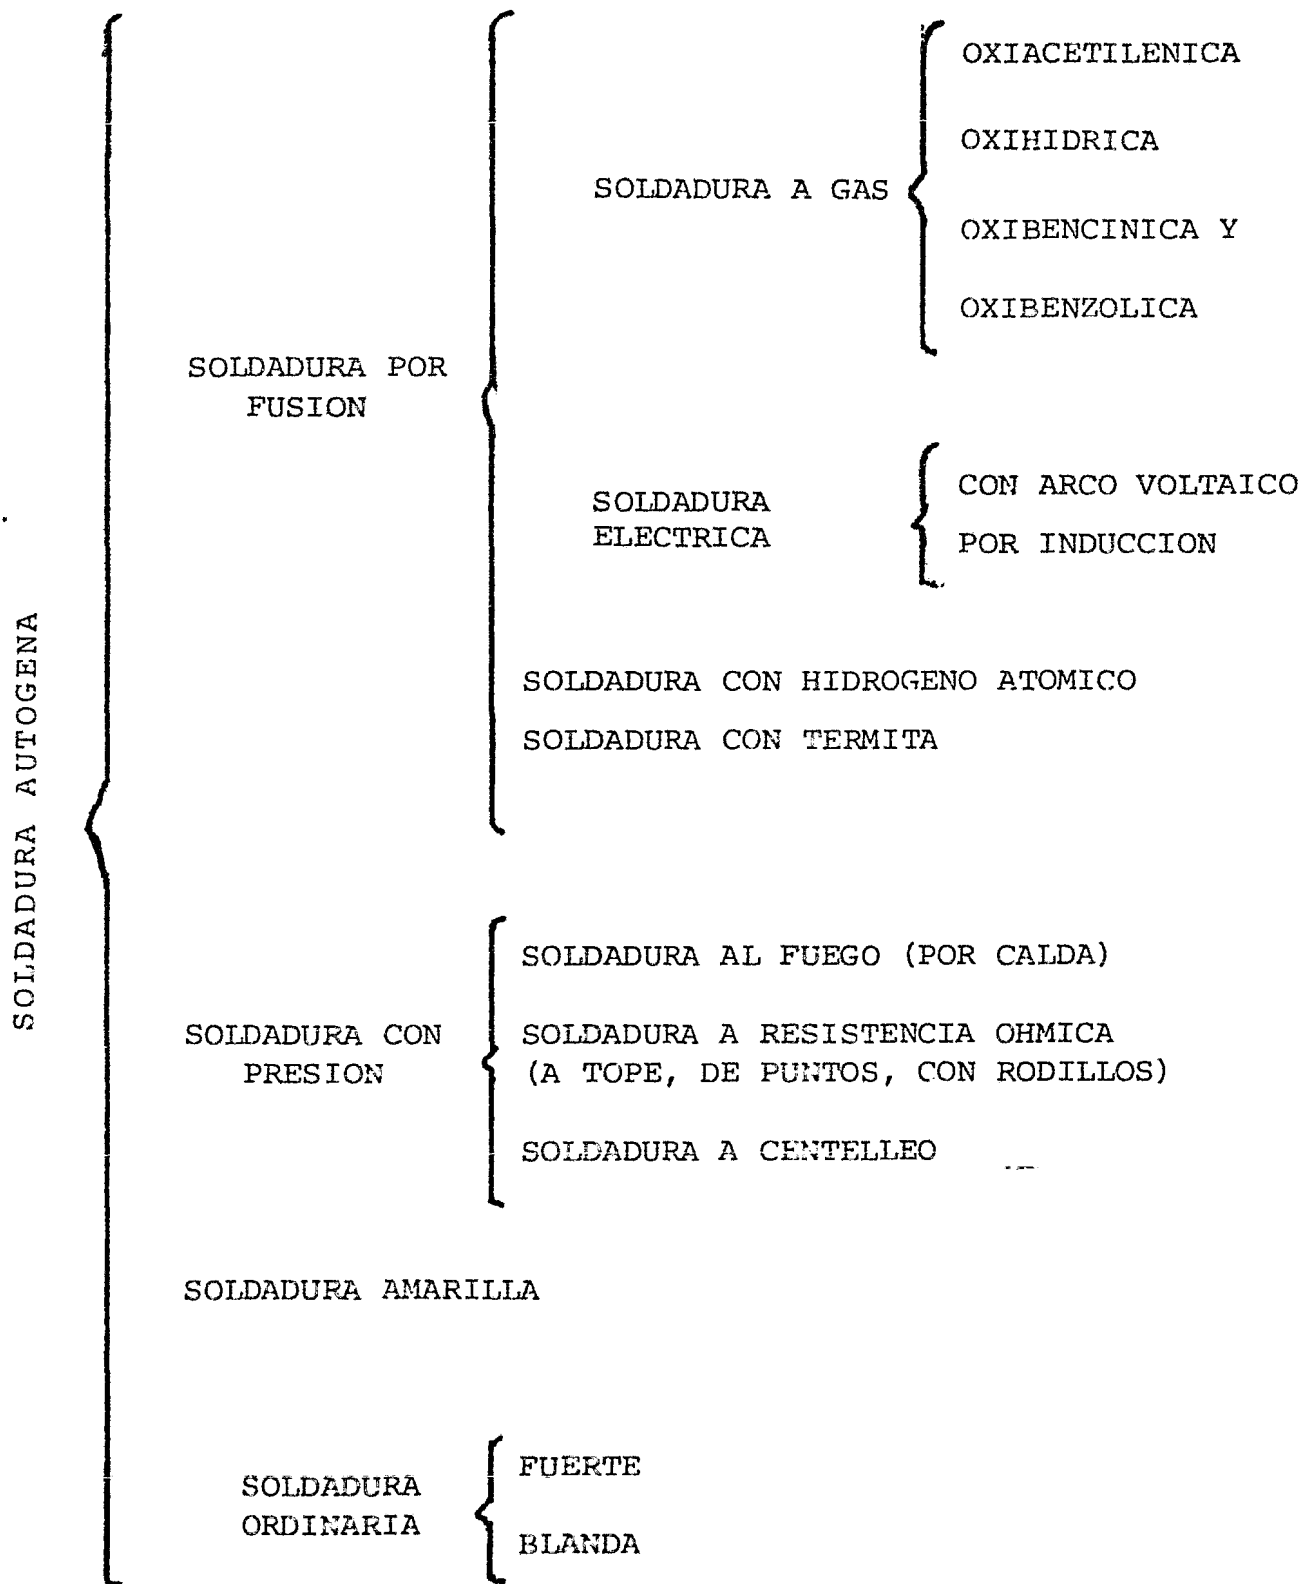 SOLDADURA AUTOGENA
SOLDADURA POR
FUSION
SOLDADURA A GAS
OXIACETILENICA
OXIHIDRICA
OXIBENCINICA Y
OXIBENZOLICA
SOLDADURA
ELECTRICA
CON ARCO VOLTAICO
POR INDUCCION
SOLDADURA CON HIDROGENO ATOMICO
SOLDADURA CON TERMITA
SOLDADURA CON
PRESION
SOLDADURA AL FUEGO (POR CALDA)
SOLDADURA A RESISTENCIA OHMICA
(A TOPE, DE PUNTOS, CON RODILLOS)
SOLDADURA A CENTELLEO
SOLDADURA AMARILLA
SOLDADURA
ORDINARIA
FUERTE
BLANDA